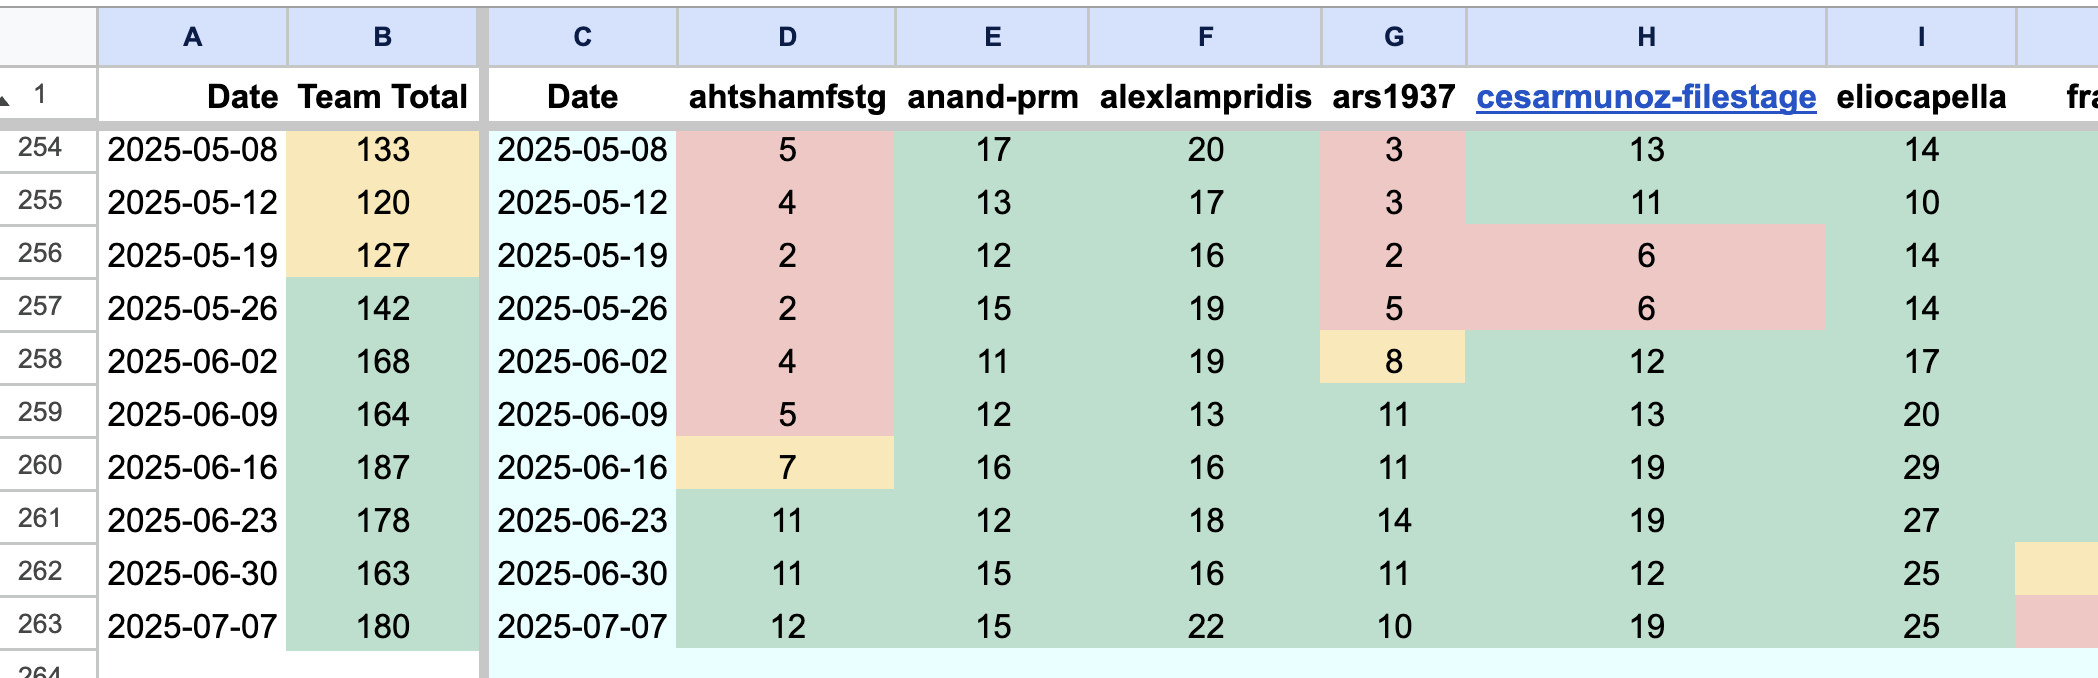 A B C D E F G H I
1 Date Team Total Date ahtshamfstg anand-prm alexlampridis ars1937 cesarmunoz-filestage eliocapella fra
254 2025-05-08 133 2025-05-08 5 17 20 3 13 14
255 2025-05-12 120 2025-05-12 4 13 17 3 11 10
256 2025-05-19 127 2025-05-19 2 12 16 2 6 14
257 2025-05-26 142 2025-05-26 2 15 19 5 6 14
258 2025-06-02 168 2025-06-02 4 11 19 8 12 17
259 2025-06-09 164 2025-06-09 5 12 13 11 13 20
260 2025-06-16 187 2025-06-16 7 16 16 11 19 29
261 2025-06-23 178 2025-06-23 11 12 18 14 19 27
262 2025-06-30 163 2025-06-30 11 15 16 11 12 25
263 2025-07-07 180 2025-07-07 12 15 22 10 19 25
264